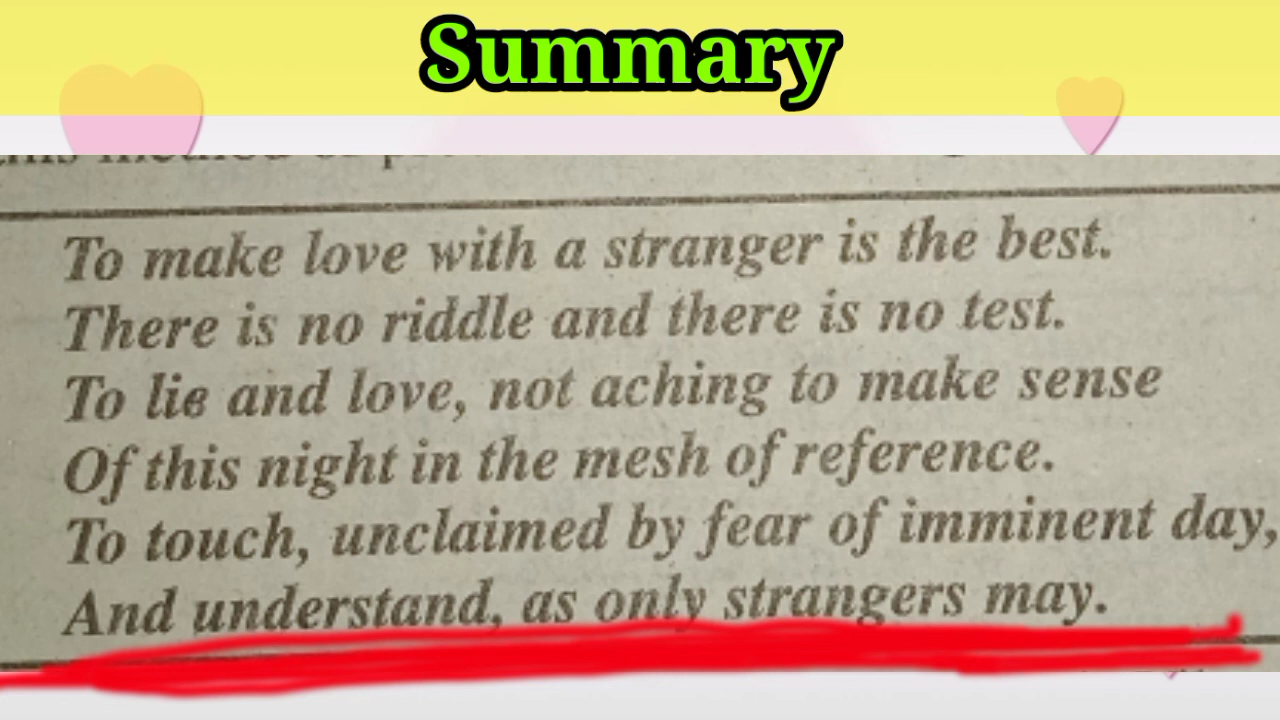 Summary
To make love with a stranger is the best.
There is no riddle and there is no test.
To lie and love, not aching to make sense
Of this night in the mesh of reference.
To touch, unclaimed by fear of imminent day,
And understand, as only strangers may.